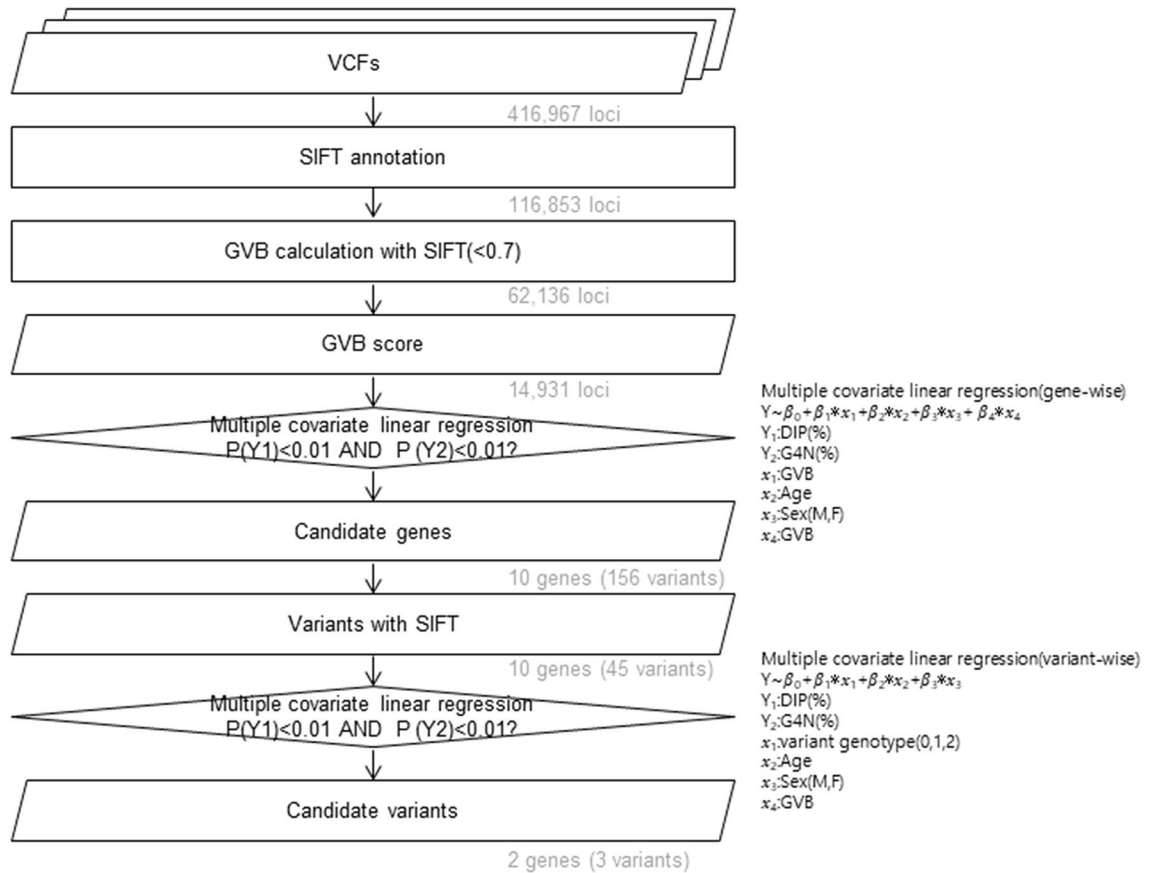 VCFs
416,967 loci
SIFT annotation
116,853 loci
GVB calculation with SIFT(<0.7)
62,136 loci
GVB score
14,931 loci
Multiple covariate linear regression
P(Y1)<0.01 AND P (Y2)<0.01?
Multiple covariate linear regression(gene-wise)
Y~β₀+β₁*x₁+β₂*x₂+β₃*x₃+ β₄*x₄
Y₁:DIP(%)
Y₂:G4N(%)
x₁:GVB
x₂:Age
x₃:Sex(M,F)
x₄:GVB
Candidate genes
10 genes (156 variants)
Variants with SIFT
10 genes (45 variants)
Multiple covariate linear regression
P(Y1)<0.01 AND P (Y2)<0.01?
Multiple covariate linear regression(variant-wise)
Y~β₀+β₁*x₁+β₂*x₂+β₃*x₃
Y₁:DIP(%)
Y₂:G4N(%)
x₁:variant genotype(0,1,2)
x₂:Age
x₃:Sex(M,F)
x₄:GVB
Candidate variants
2 genes (3 variants)